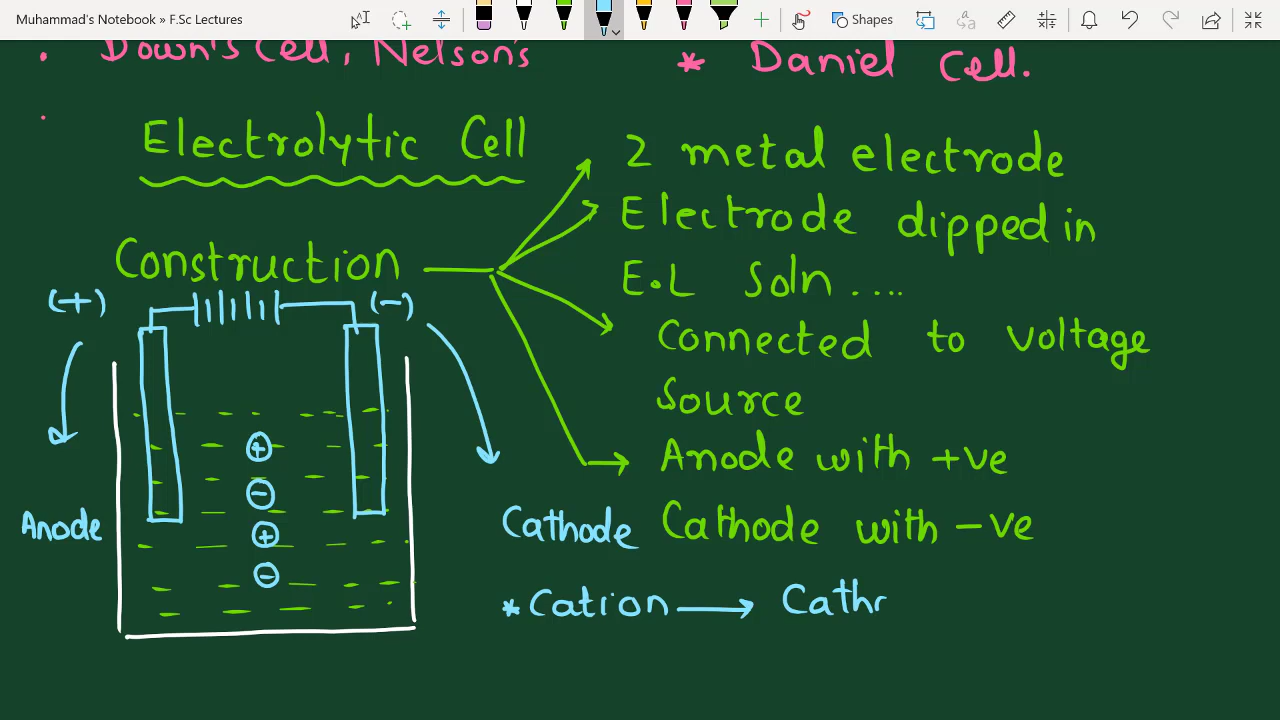 Muhammad's Notebook » F.Sc Lectures
Shapes
• Down's Cell, Nelson's
* Daniel Cell.
•
Electrolytic Cell
2 metal electrode
Electrode dipped in
E.L Soln ....
Construction
Connected to voltage
Source
Anode with +ve
Cathode with -ve
(+)
(-)
+
-
+
-
Anode
Cathode
*Cation → Cathr